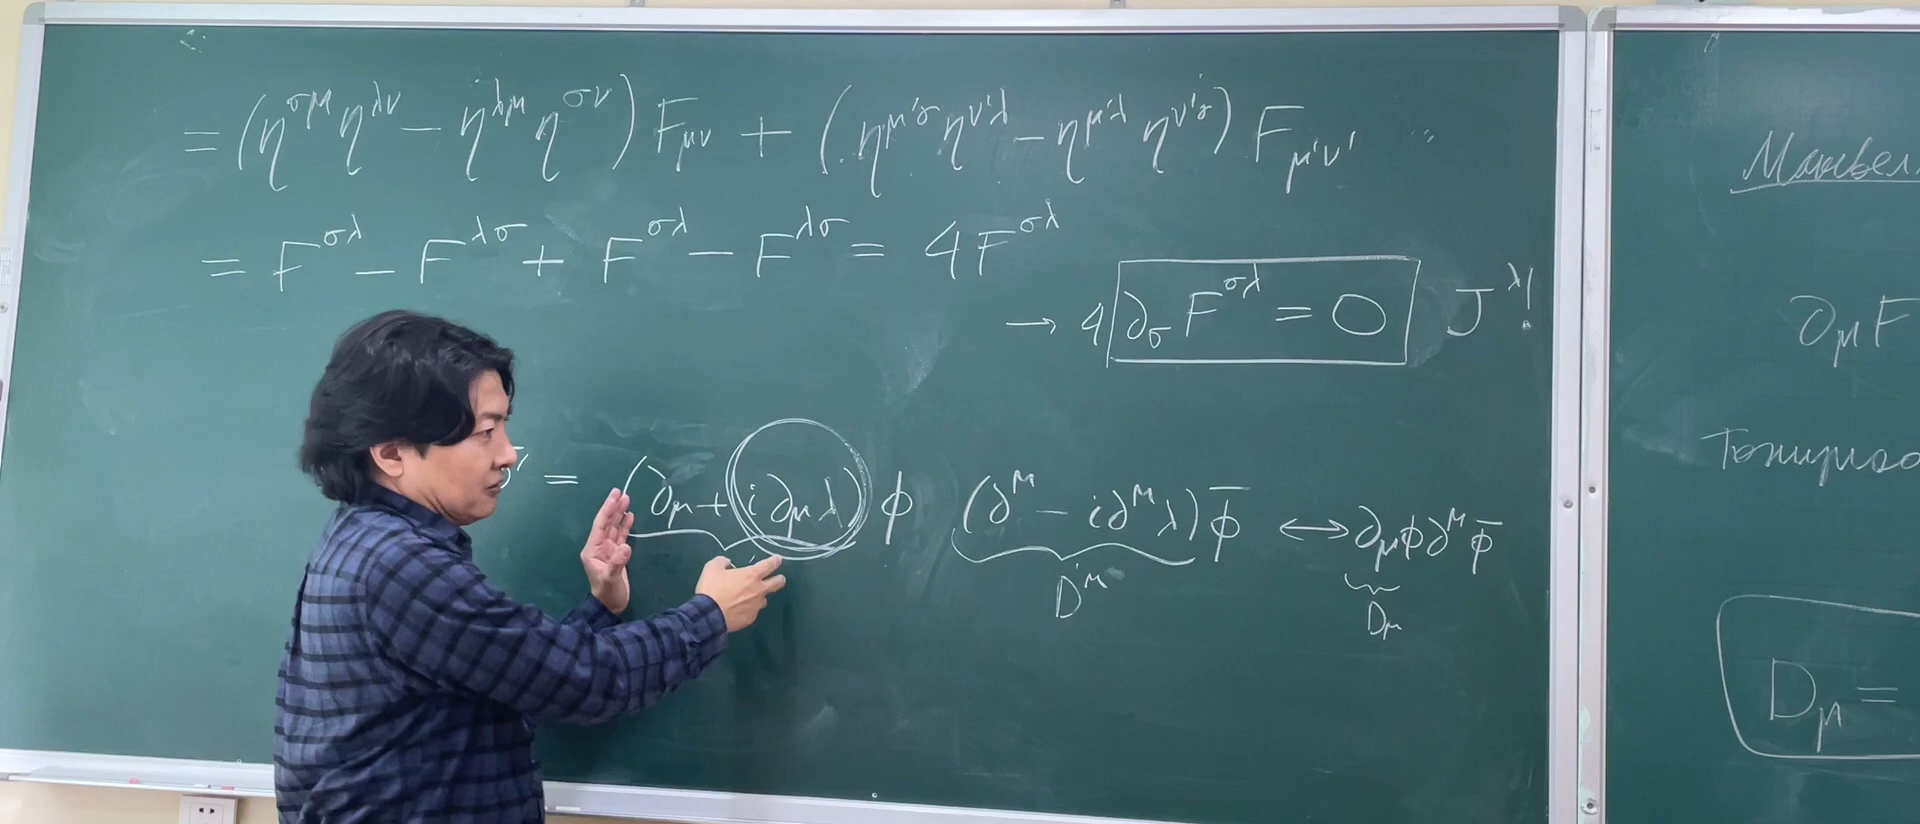 = (η^{σμ} η^{λν} − η^{λμ} η^{σν}) F_{μν} + (η^{μ'σ} η^{ν'λ} − η^{μ'λ} η^{ν'σ}) F_{μ'ν'}
= F^{σλ} − F^{λσ} + F^{σλ} − F^{λσ} = 4F^{σλ}
→ 4 ∂_σ F^{σλ} = 0 J^λ!
= (∂_μ + i∂_μ λ) φ (∂^μ − i∂^μ λ) φ̄ ↔ ∂_μ φ ∂^μ φ̄
D^μ D_μ
∂_μ F
D_μ =